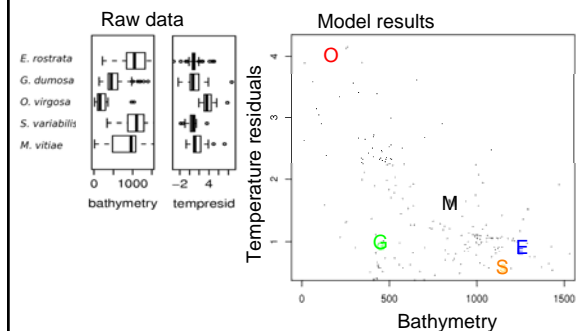 Raw data
E. rostrata
G. dumosa
O. virgosa
S. variabilis
M. vitiae
0 1000
bathymetry
−2 4
tempresid
Model results
Temperature residuals
4
3
2
1
O
M
G
E
S
0 500 1000 1500
Bathymetry